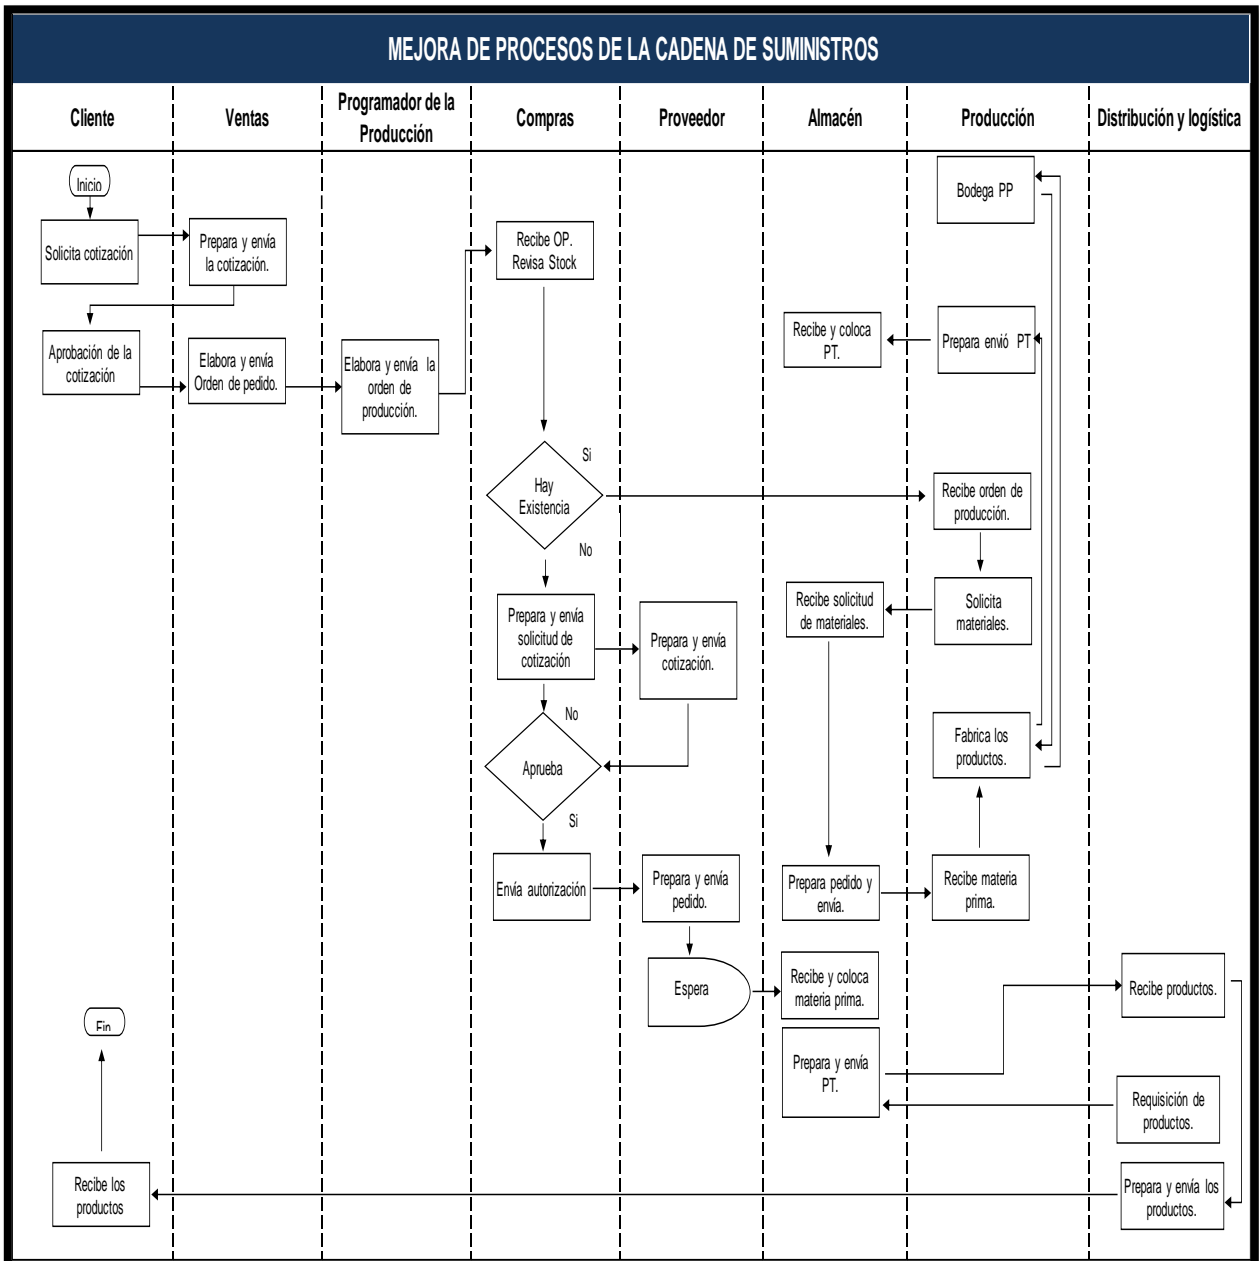 MEJORA DE PROCESOS DE LA CADENA DE SUMINISTROS
Cliente
Ventas
Programador de la
Producción
Compras
Proveedor
Almacén
Producción
Distribución y logística
Inicio
Bodega PP
Solicita cotización
Prepara y envía
la cotización.
Recibe OP.
Revisa Stock
Aprobación de la
cotización
Elabora y envía
Orden de pedido.
Elabora y envía la
orden de
producción.
Recibe y coloca
PT.
Prepara envió PT
Si
Hay
Existencia
No
Recibe orden de
producción.
Prepara y envía
solicitud de
cotización
Prepara y envía
cotización.
Recibe solicitud
de materiales.
Solicita
materiales.
No
Aprueba
Si
Fabrica los
productos.
Envía autorización
Prepara y envía
pedido.
Prepara pedido y
envía.
Recibe materia
prima.
Espera
Recibe y coloca
materia prima.
Recibe productos.
Fin
Prepara y envía
PT.
Requisición de
productos.
Recibe los
productos
Prepara y envía los
productos.